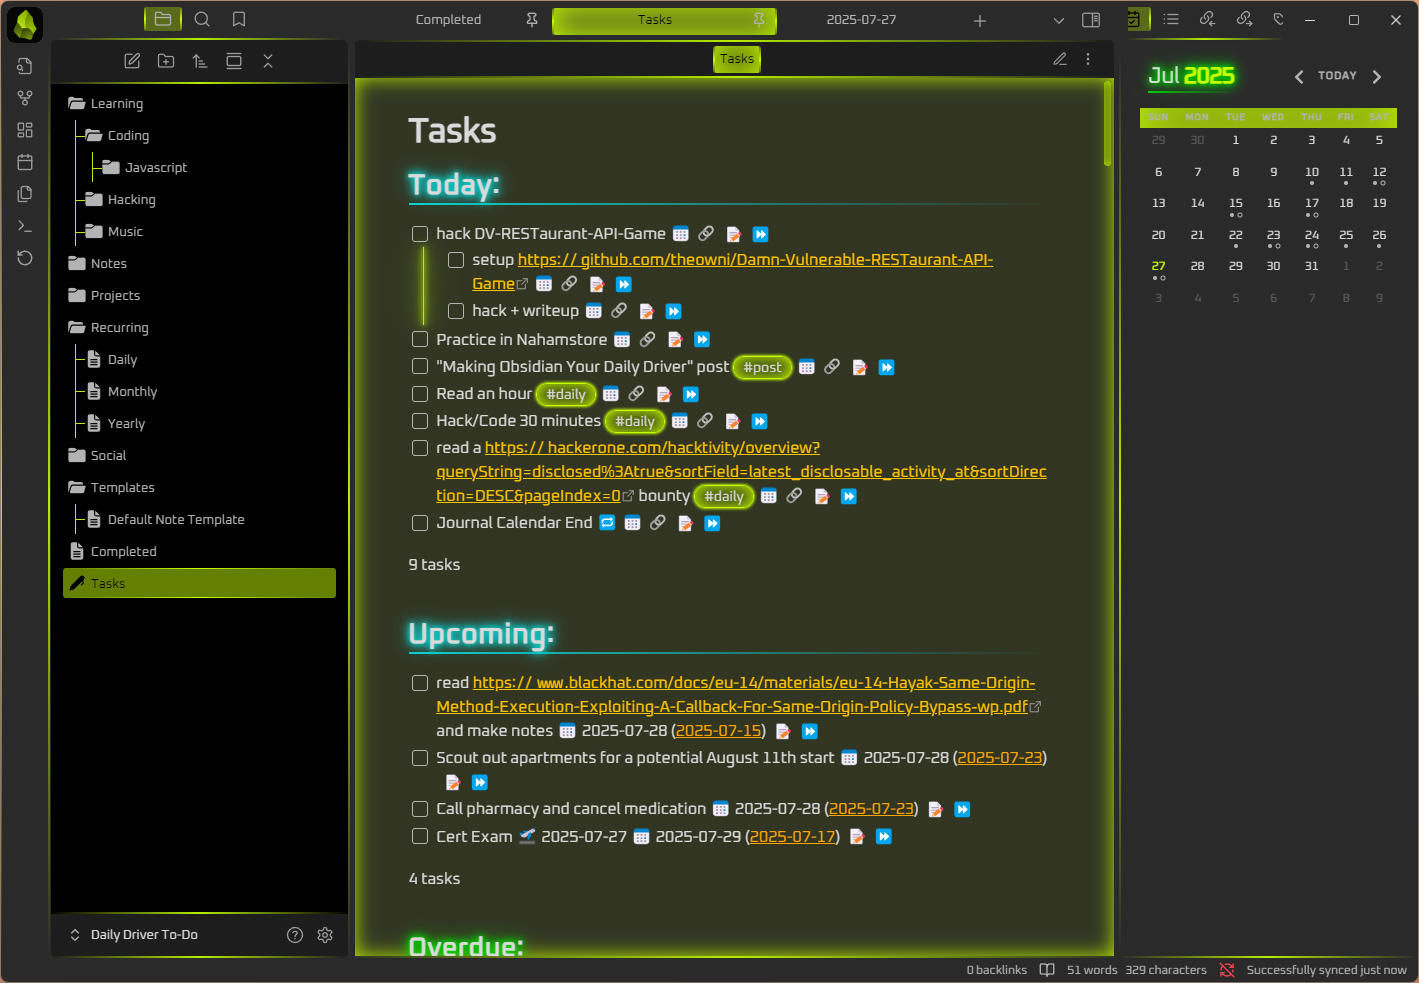 Completed
Tasks
2025-07-27
Tasks
Learning
Coding
Javascript
Hacking
Music
Notes
Projects
Recurring
Daily
Monthly
Yearly
Social
Templates
Default Note Template
Completed
Tasks
Daily Driver To-Do
Tasks
Today:
hack DV-RESTaurant-API-Game
setup https:// github.com/theowni/Damn-Vulnerable-RESTaurant-API-
Game
hack + writeup
Practice in Nahamstore
"Making Obsidian Your Daily Driver" post #post
Read an hour #daily
Hack/Code 30 minutes #daily
read a https:// hackerone.com/hacktivity/overview?
queryString=disclosed%3Atrue&sortField=latest_disclosable_activity_at&sortDirec
tion=DESC&pageIndex=0 bounty #daily
Journal Calendar End
9 tasks
Upcoming:
read https:// www.blackhat.com/docs/eu-14/materials/eu-14-Hayak-Same-Origin-
Method-Execution-Exploiting-A-Callback-For-Same-Origin-Policy-Bypass-wp.pdf
and make notes 2025-07-28 (2025-07-15)
Scout out apartments for a potential August 11th start 2025-07-28 (2025-07-23)
Call pharmacy and cancel medication 2025-07-28 (2025-07-23)
Cert Exam 2025-07-27 2025-07-29 (2025-07-17)
4 tasks
Overdue:
Jul 2025
TODAY
SUN MON TUE WED THU FRI SAT
29 30 1 2 3 4 5
6 7 8 9 10 11 12
13 14 15 16 17 18 19
20 21 22 23 24 25 26
27 28 29 30 31 1 2
3 4 5 6 7 8 9
0 backlinks 51 words 329 characters Successfully synced just now